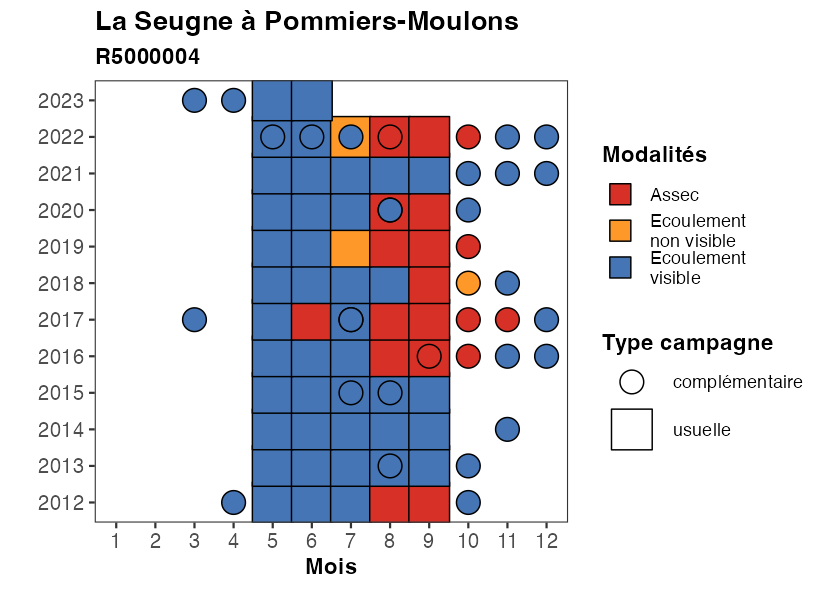 La Seugne à Pommiers-Moulons
R5000004
2023
2022
2021
2020
2019
2018
2017
2016
2015
2014
2013
2012
1 2 3 4 5 6 7 8 9 10 11 12
Mois
Modalités
Assec
Ecoulement
non visible
Ecoulement
visible
Type campagne
complémentaire
usuelle